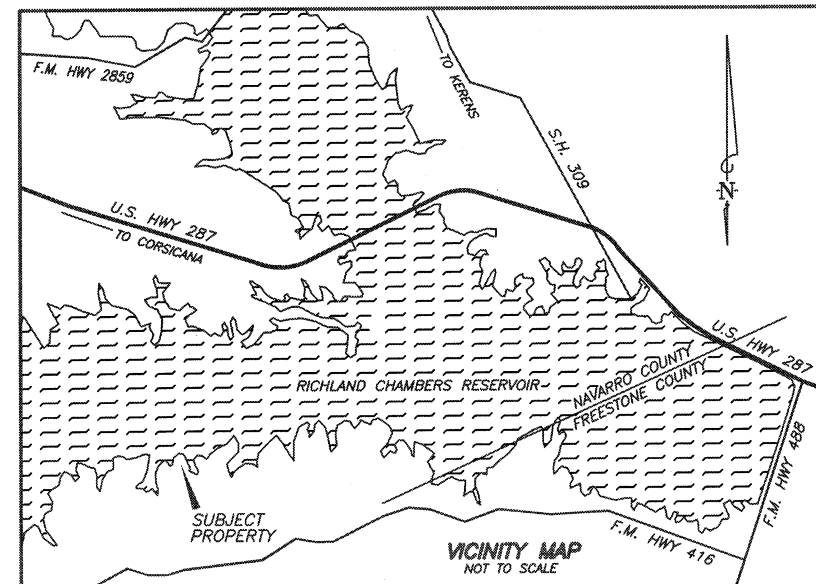 F.M. HWY 2859
TO KERENS
S.H. 309
N
U.S. HWY 287
TO CORSICANA
U.S. HWY 287
RICHLAND CHAMBERS RESERVOIR
NAVARRO COUNTY
FREESTONE COUNTY
F.M. HWY 488
SUBJECT
PROPERTY
F.M. HWY 416
VICINITY MAP
NOT TO SCALE